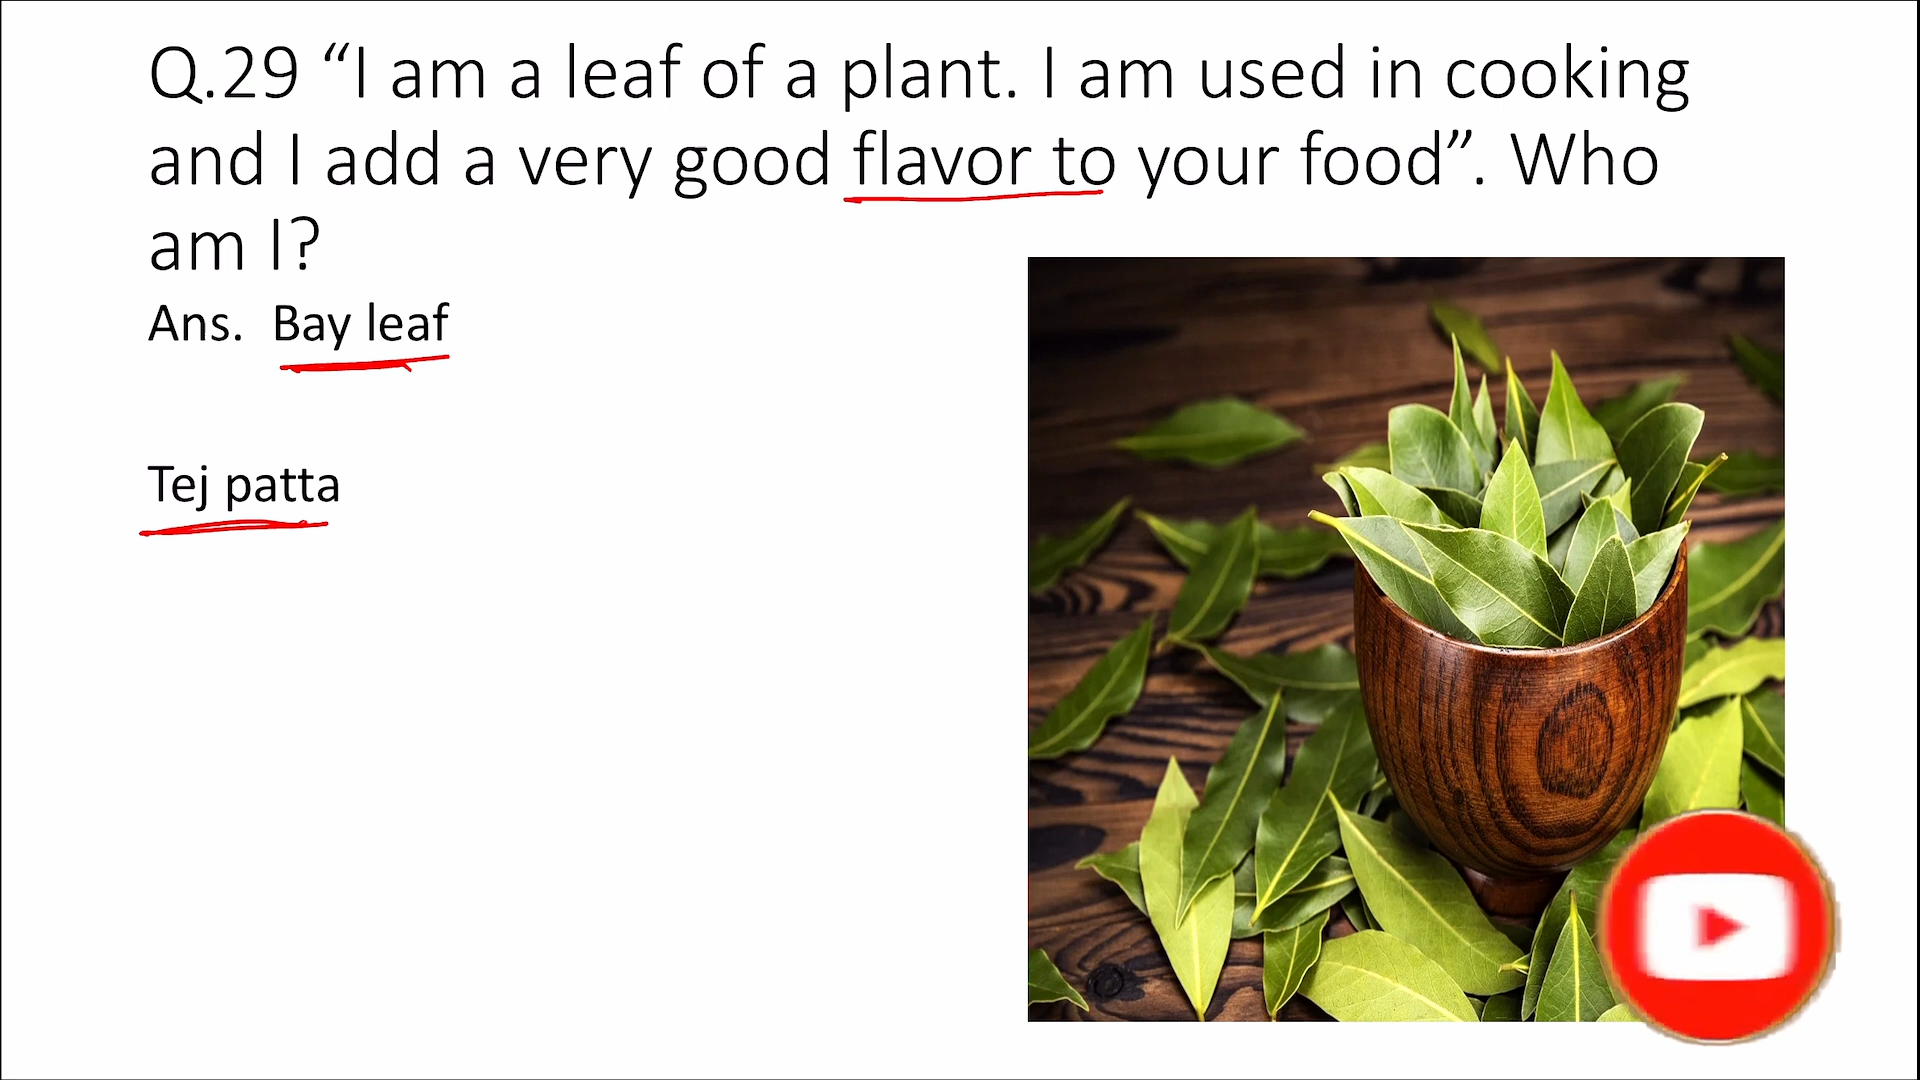 Q.29 “I am a leaf of a plant. I am used in cooking
and I add a very good flavor to your food”. Who
am I?
Ans.  Bay leaf
Tej patta